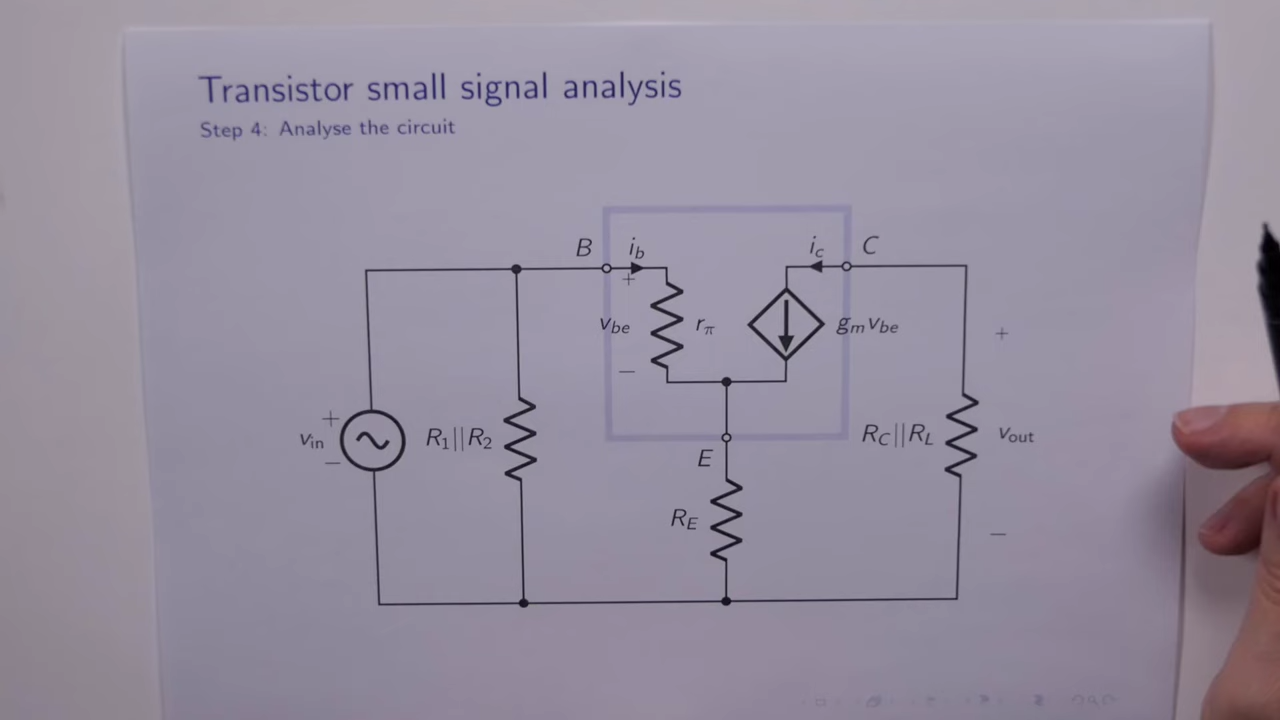 Transistor small signal analysis
Step 4: Analyse the circuit
B
i_b
i_c
C
+
v_be
r_π
g_m v_be
−
+
+
v_in
−
R_1||R_2
R_C||R_L
v_out
E
R_E
−